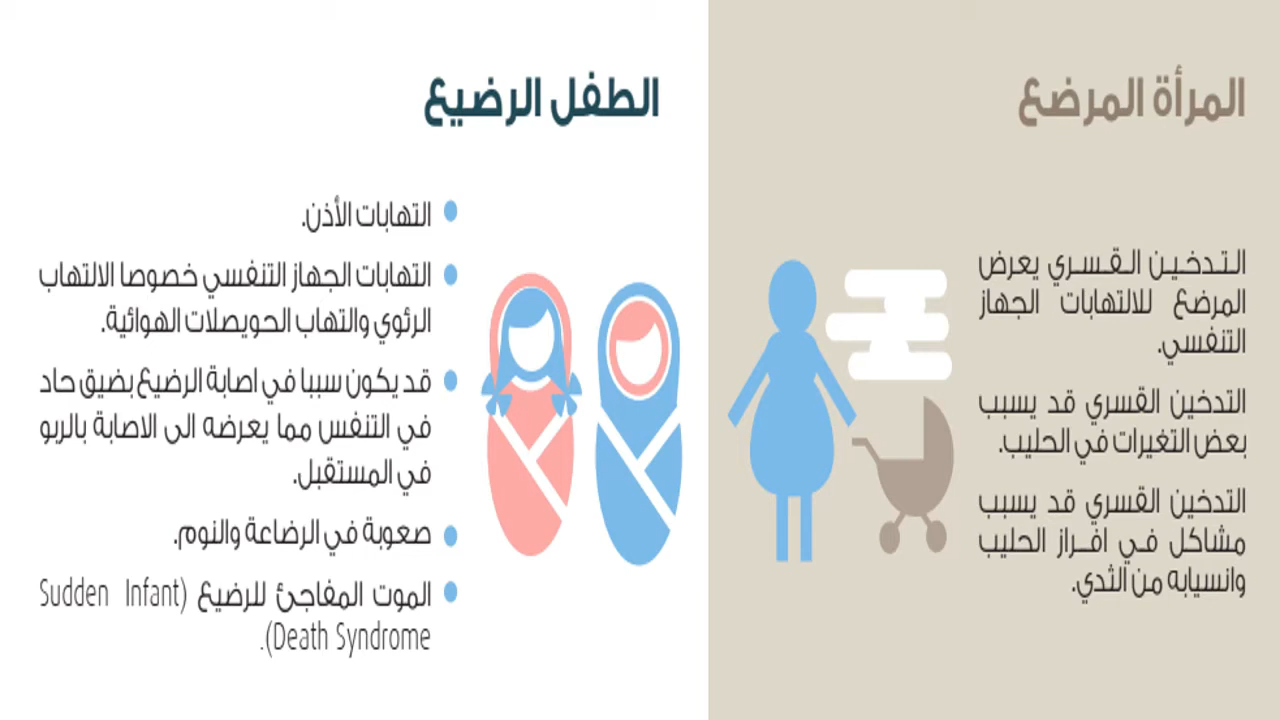 المرأة المرضع
التدخين القسري يعرض
المرضع للالتهابات الجهاز
التنفسي.
التدخين القسري قد يسبب
بعض التغيرات في الحليب.
التدخين القسري قد يسبب
مشاكل في افراز الحليب
وانسيابه من الثدي.
الطفل الرضيع
التهابات الأذن.
التهابات الجهاز التنفسي خصوصا الالتهاب
الرئوي والتهاب الحويصلات الهوائية.
قد يكون سببا في اصابة الرضيع بضيق حاد
في التنفس مما يعرضه الى الاصابة بالربو
في المستقبل.
صعوبة في الرضاعة والنوم.
الموت المفاجئ للرضيع (Sudden Infant
Death Syndrome).